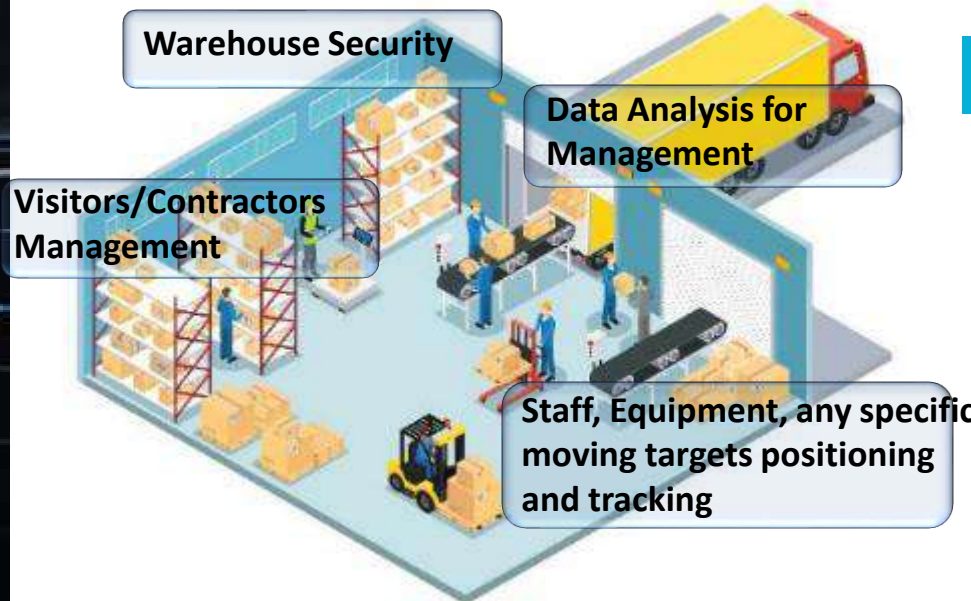 Warehouse Security
Data Analysis for
Management
Visitors/Contractors
Management
Staff, Equipment, any specific
moving targets positioning
and tracking